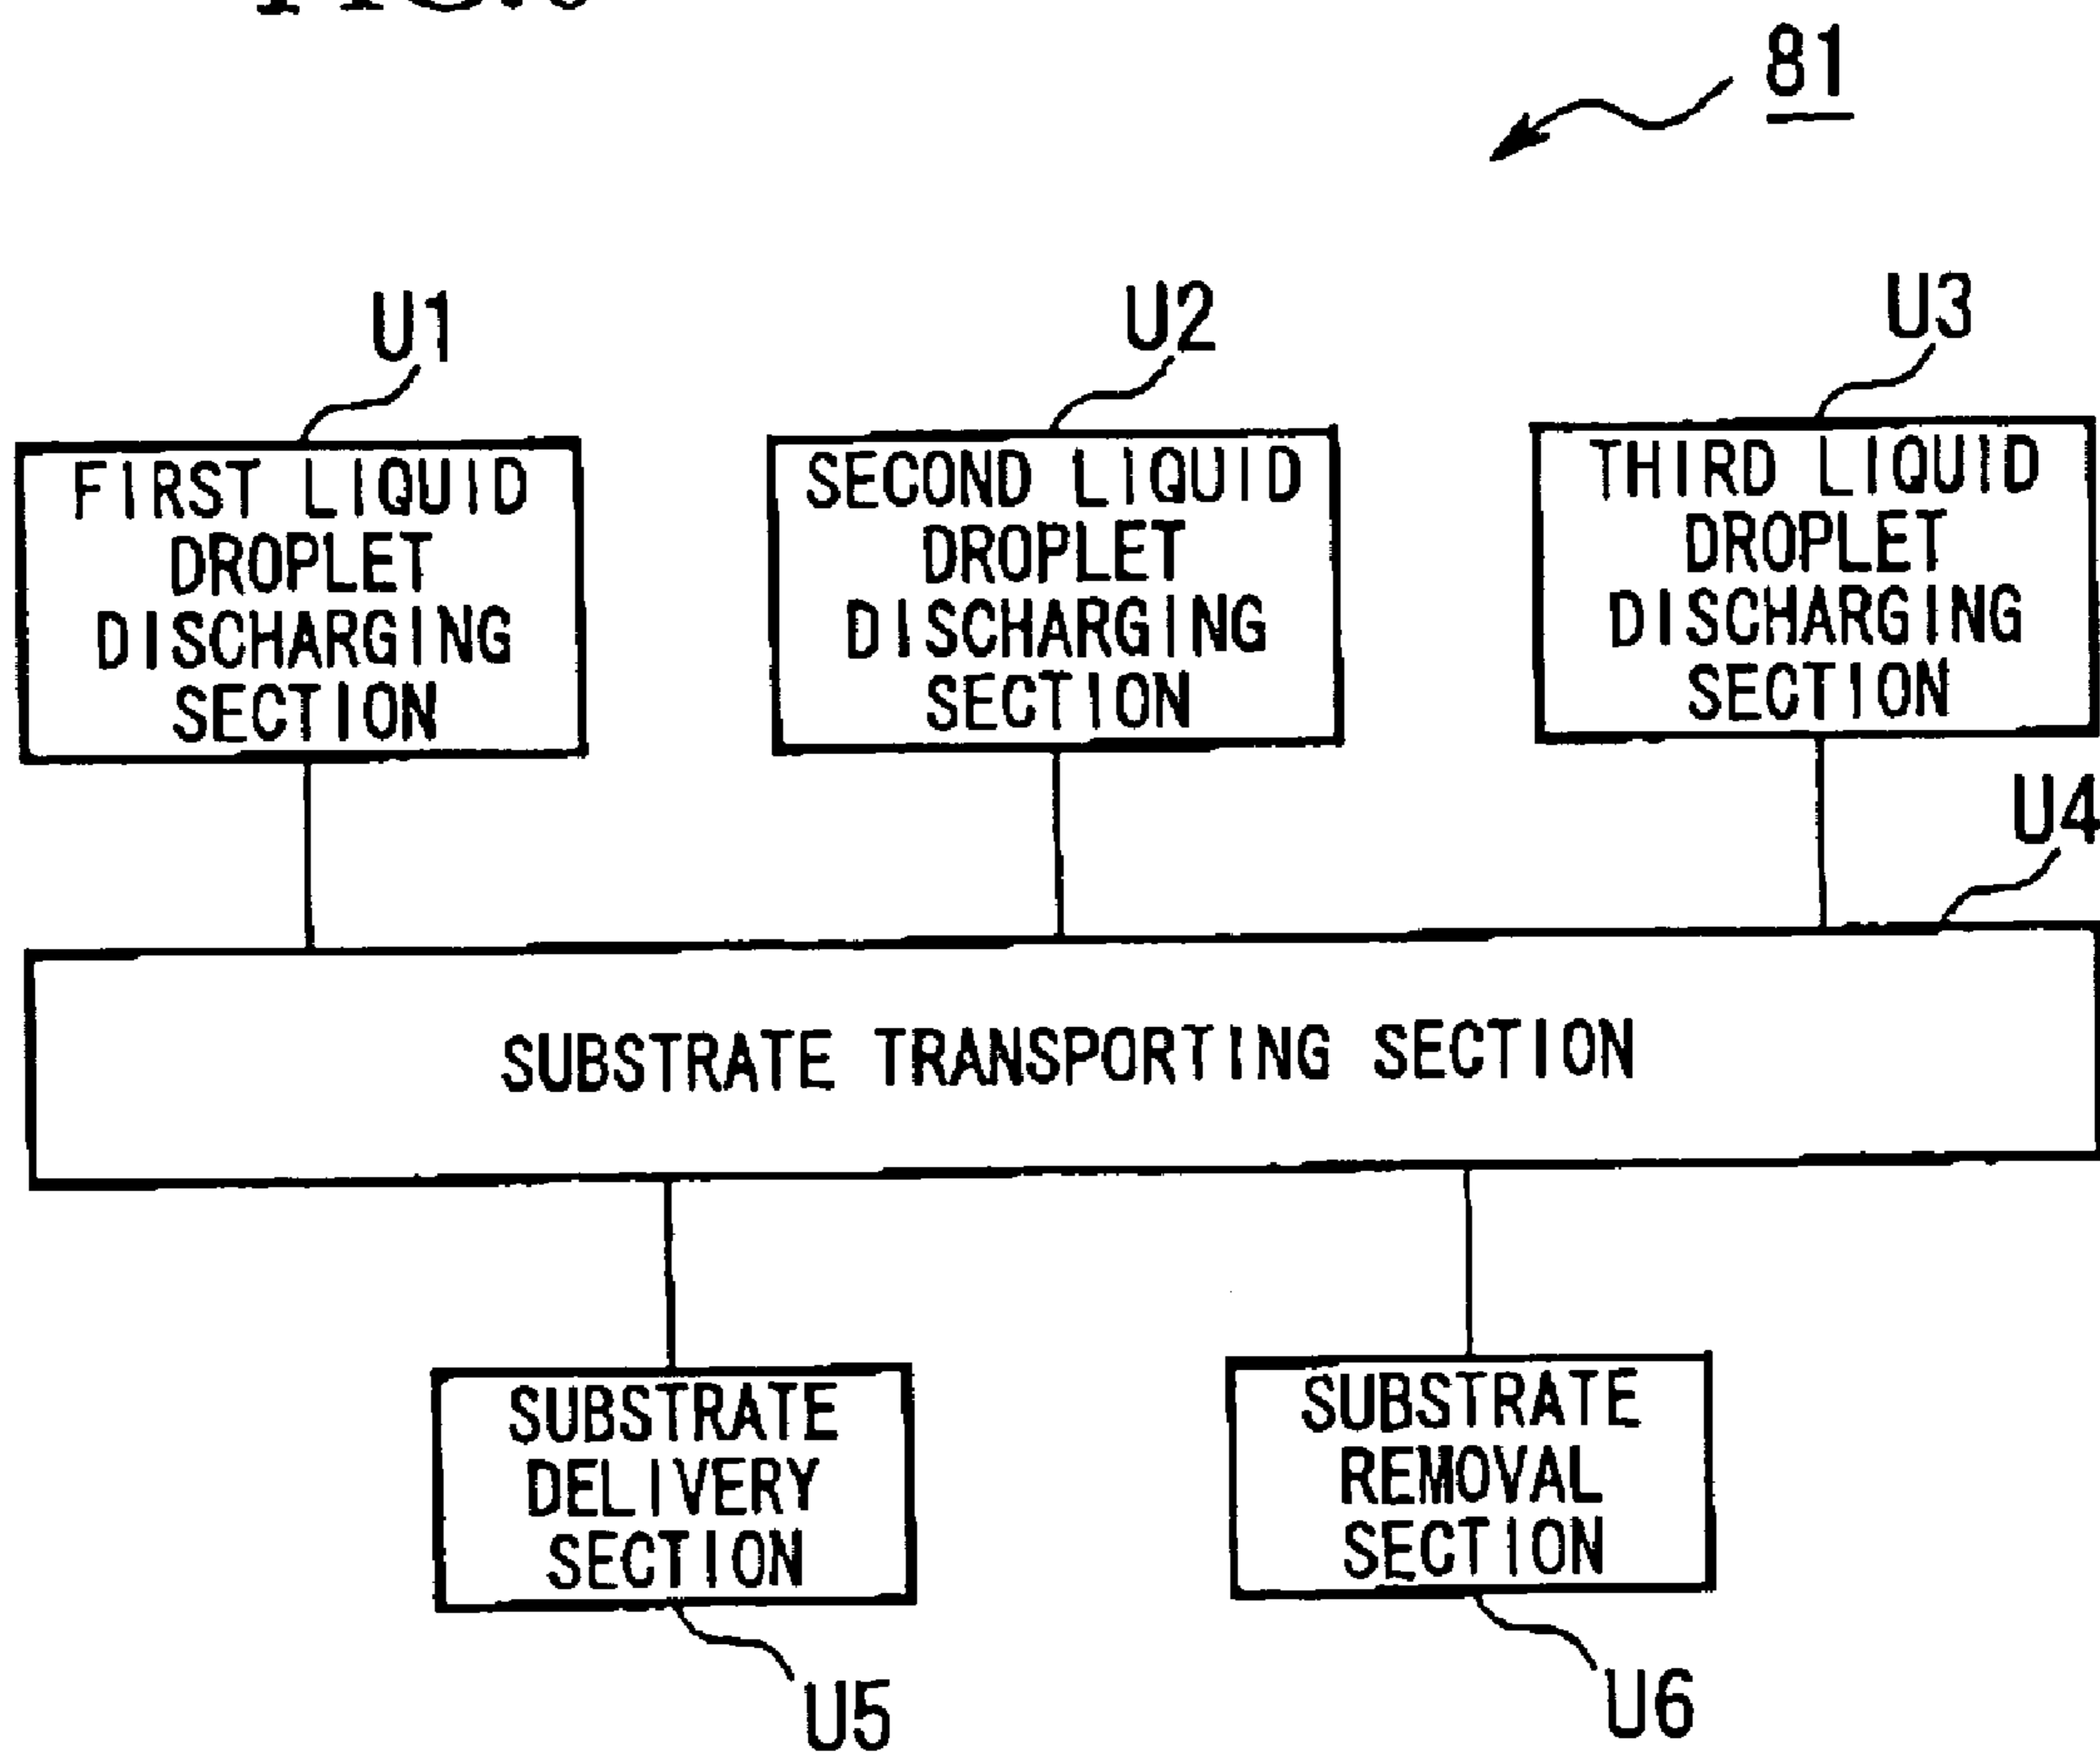 81
U1
U2
U3
FIRST LIQUID
DROPLET
DISCHARGING
SECTION
SECOND LIQUID
DROPLET
DISCHARGING
SECTION
THIRD LIQUID
DROPLET
DISCHARGING
SECTION
U4
SUBSTRATE TRANSPORTING SECTION
SUBSTRATE
DELIVERY
SECTION
SUBSTRATE
REMOVAL
SECTION
U5
U6